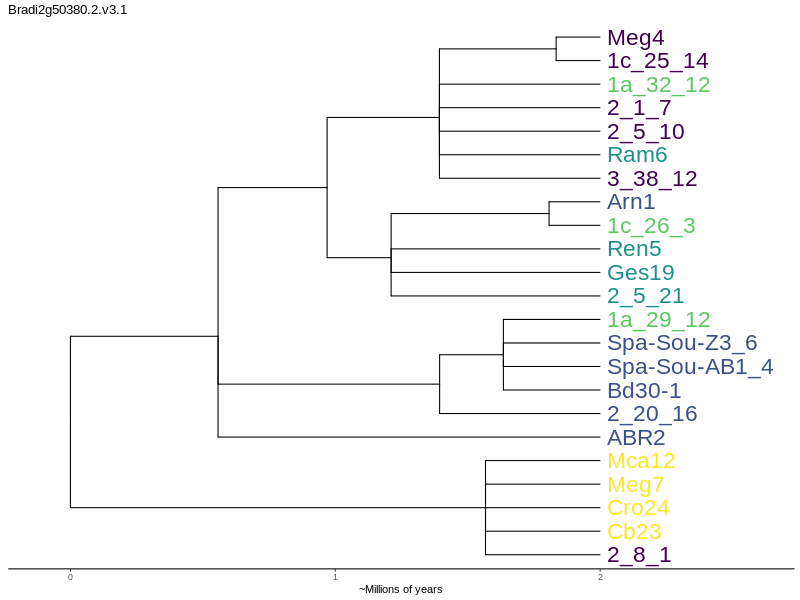 Bradi2g50380.2.v3.1
Meg4
1c_25_14
1a_32_12
2_1_7
2_5_10
Ram6
3_38_12
Arn1
1c_26_3
Ren5
Ges19
2_5_21
1a_29_12
Spa-Sou-Z3_6
Spa-Sou-AB1_4
Bd30-1
2_20_16
ABR2
Mca12
Meg7
Cro24
Cb23
2_8_1
0 1 2
~Millions of years